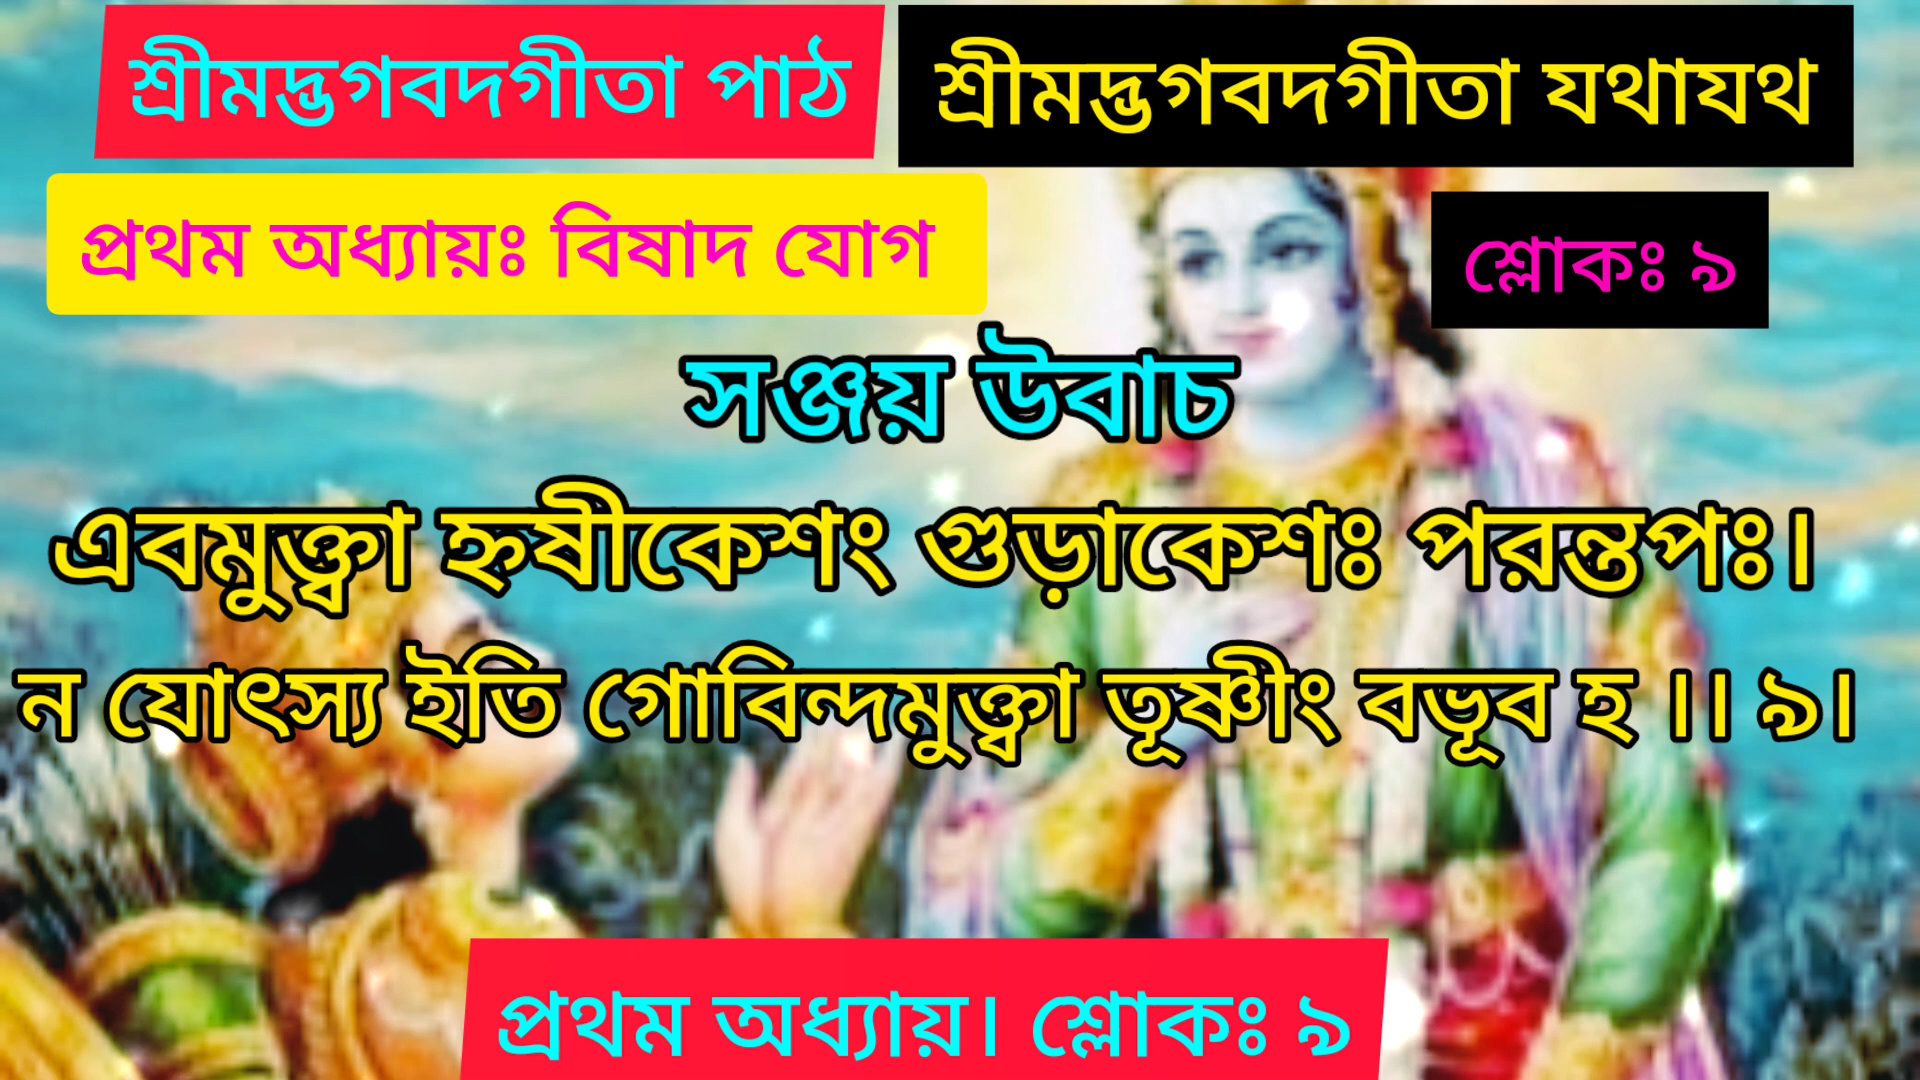 শ্রীমদ্ভগবদগীতা পাঠ
শ্রীমদ্ভগবদগীতা যথাযথ
প্রথম অধ্যায়ঃ বিষাদ যোগ
শ্লোকঃ ৯
সঞ্জয় উবাচ
এবমুক্ত্বা হৃষীকেশং গুড়াকেশঃ পরন্তপঃ।
ন যোৎস্য ইতি গোবিন্দমুক্ত্বা তূষ্ণীং বভূব হ ।। ৯।
প্রথম অধ্যায়। শ্লোকঃ ৯